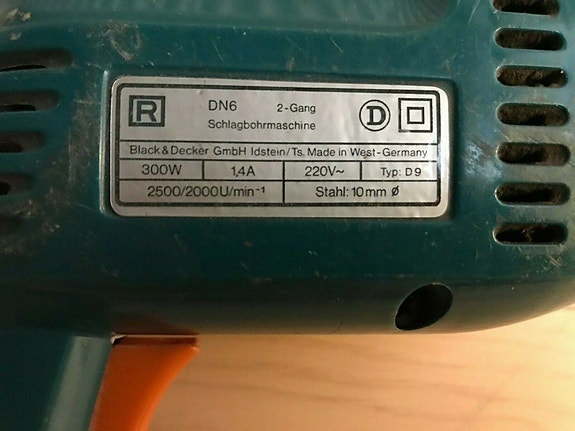 R DN6 2-Gang D
Schlagbohrmaschine
Black & Decker GmbH Idstein/Ts. Made in West-Germany
300W 1,4A 220V~ Typ: D9
2500/2000U/min⁻¹ Stahl: 10mm ø